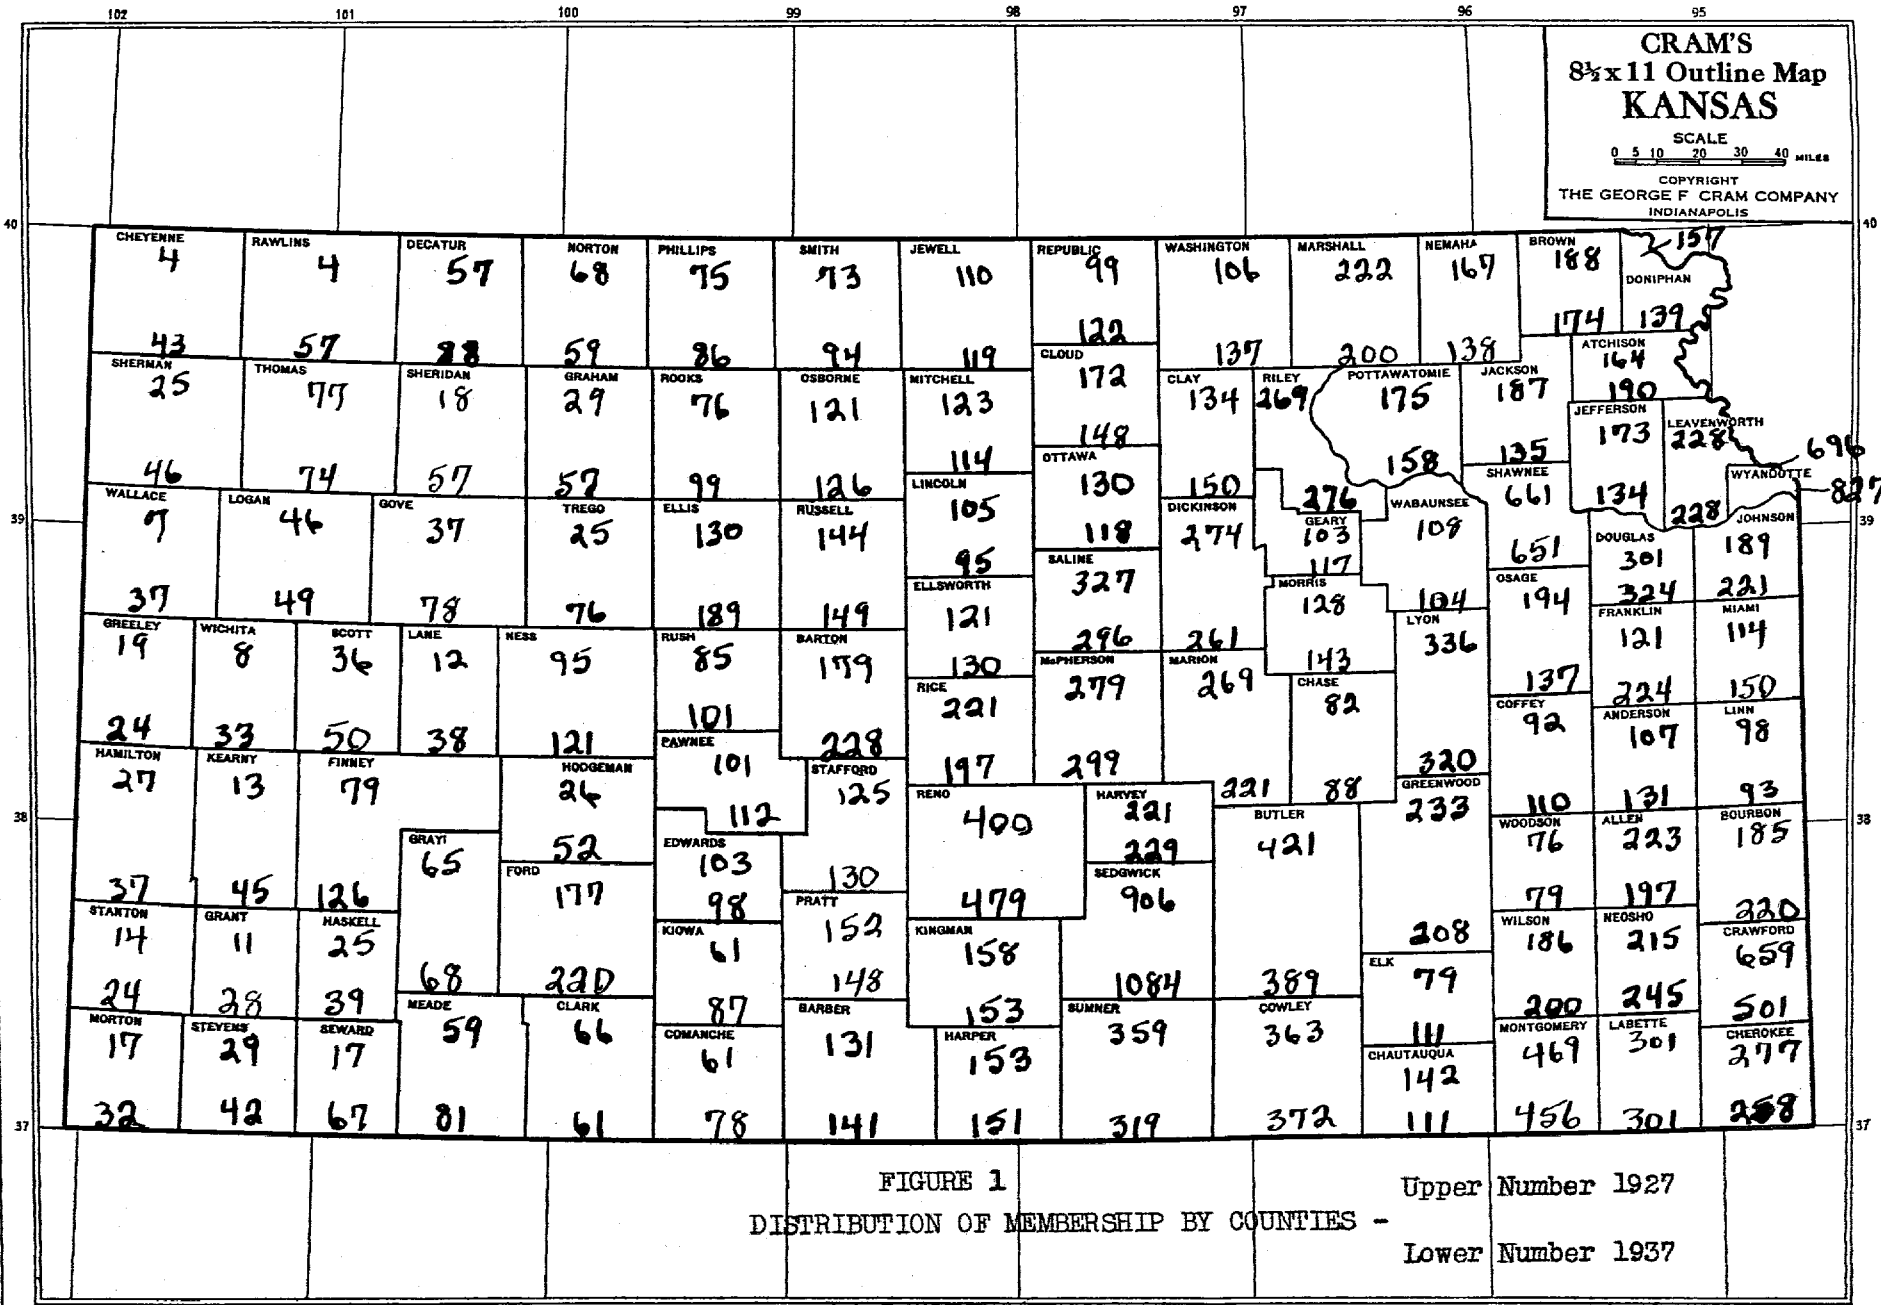 102 101 100 99 98 97 96 95
CRAM'S
8½x11 Outline Map
KANSAS
SCALE
0 5 10 20 30 40 MILES
COPYRIGHT
THE GEORGE F CRAM COMPANY
INDIANAPOLIS
40 40
CHEYENNE
4
43
RAWLINS
4
57
DECATUR
57
88
NORTON
68
59
PHILLIPS
75
86
SMITH
73
94
JEWELL
110
119
REPUBLIC
99
122
WASHINGTON
106
137
MARSHALL
222
200
NEMAHA
167
138
BROWN
188
174
157
DONIPHAN
139
SHERMAN
25
46
THOMAS
77
74
SHERIDAN
18
57
GRAHAM
29
57
ROOKS
76
99
OSBORNE
121
126
MITCHELL
123
114
CLOUD
172
148
CLAY
134
150
RILEY
269
276
POTTAWATOMIE
175
158
JACKSON
187
135
ATCHISON
164
190
JEFFERSON
173
134
LEAVENWORTH
228
228
696
WYANDOTTE
827
39 39
WALLACE
7
37
LOGAN
46
49
GOVE
37
78
TREGO
25
76
ELLIS
130
189
RUSSELL
144
149
LINCOLN
105
95
OTTAWA
130
118
DICKINSON
274
261
GEARY
103
117
WABAUNSEE
108
104
SHAWNEE
661
651
DOUGLAS
301
324
JOHNSON
189
221
GREELEY
19
24
WICHITA
8
33
SCOTT
36
50
LANE
12
38
NESS
95
121
RUSH
85
101
BARTON
179
228
ELLSWORTH
121
130
SALINE
327
296
MORRIS
128
143
LYON
336
320
OSAGE
194
137
FRANKLIN
121
224
MIAMI
114
150
RICE
221
197
McPHERSON
279
299
MARION
269
221
CHASE
82
88
COFFEY
92
110
ANDERSON
107
131
LINN
98
93
HAMILTON
27
37
KEARNY
13
45
FINNEY
79
126
HODGEMAN
26
52
PAWNEE
101
112
STAFFORD
125
130
38 38
GRAY
65
68
FORD
177
220
EDWARDS
103
98
RENO
400
479
HARVEY
221
229
BUTLER
421
389
GREENWOOD
233
208
WOODSON
76
79
ALLEN
223
197
BOURBON
185
220
STANTON
14
24
GRANT
11
28
HASKELL
25
39
KIOWA
61
87
PRATT
152
148
KINGMAN
158
153
SEDGWICK
906
1084
ELK
79
111
WILSON
186
200
NEOSHO
215
245
CRAWFORD
659
501
MORTON
17
32
STEVENS
29
42
SEWARD
17
67
MEADE
59
81
CLARK
66
61
COMANCHE
61
78
BARBER
131
141
HARPER
153
151
SUMNER
359
319
COWLEY
363
372
CHAUTAUQUA
142
111
MONTGOMERY
469
456
LABETTE
301
301
CHEROKEE
277
37 37
FIGURE 1
DISTRIBUTION OF MEMBERSHIP BY COUNTIES -
Upper Number 1927
Lower Number 1937